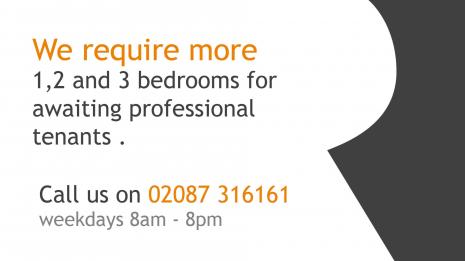 We require more
1,2 and 3 bedrooms for
awaiting professional
tenants .
Call us on 02087 316161
weekdays 8am - 8pm